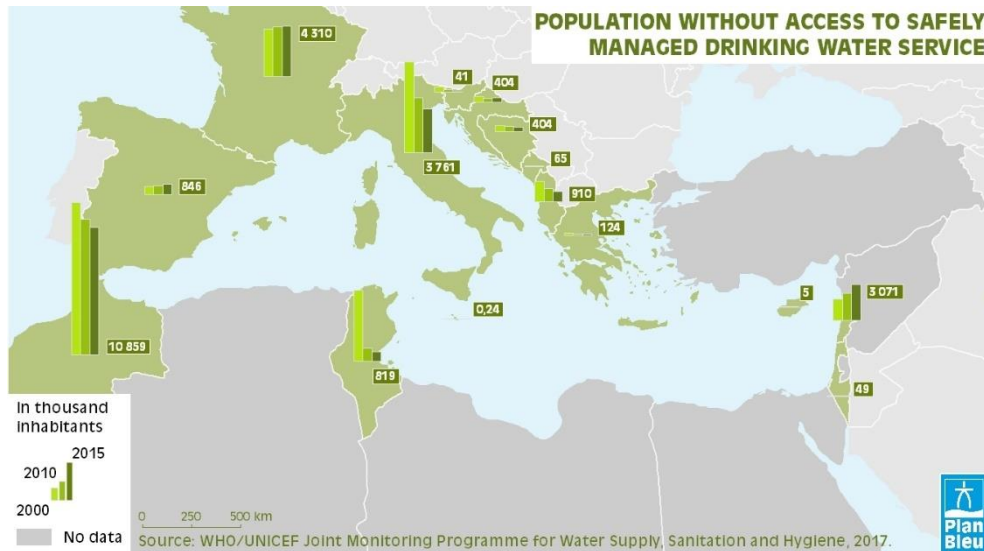 POPULATION WITHOUT ACCESS TO SAFELY
MANAGED DRINKING WATER SERVICE
4 310
41
404
404
3 761
65
846
910
124
5
3 071
0,24
10 859
819
49
In thousand
inhabitants
2015
2010
2000
No data
0 250 500 km
Source: WHO/UNICEF Joint Monitoring Programme for Water Supply, Sanitation and Hygiene, 2017.
Plan
Bleu